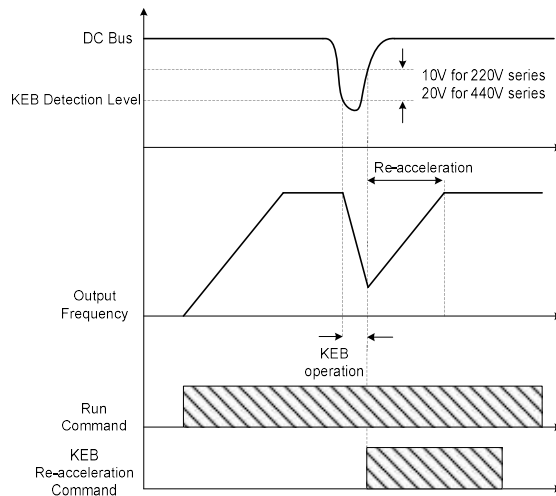 DC Bus
10V for 220V series
20V for 440V series
KEB Detection Level
Re-acceleration
Output
Frequency
KEB
operation
Run
Command
KEB
Re-acceleration
Command